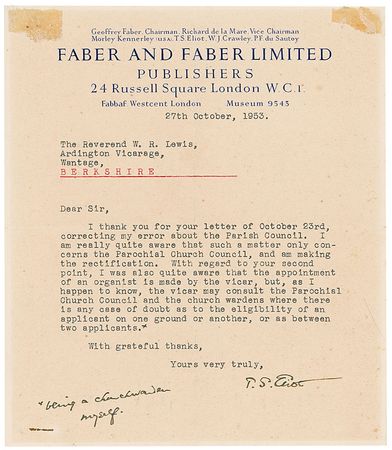 Geoffrey Faber, Chairman, Richard de la Mare, Vice Chairman
Morley Kennerley (U.S.A.), T. S. Eliot, W. J. Crawley, P. F. du Sautoy
FABER AND FABER LIMITED
PUBLISHERS
24 Russell Square London W.C.1.
Fabbaf Westcent London Museum 9543
27th October, 1953.
The Reverend W. R. Lewis,
Ardington Vicarage,
Wantage,
BERKSHIRE
Dear Sir,
I thank you for your letter of October 23rd,
correcting my error about the Parish Council. I
am really quite aware that such a matter only con-
cerns the Parochial Church Council, and am making
the rectification. With regard to your second
point, I was also quite aware that the appointment
of an organist is made by the vicar, but, as I
happen to know, the vicar may consult the Parochial
Church Council and the church wardens where there
is any case of doubt as to the eligibility of an
applicant on one ground or another, or as between
two applicants.*
With grateful thanks,
Yours very truly,
T. S. Eliot
*being a churchwarden
myself.